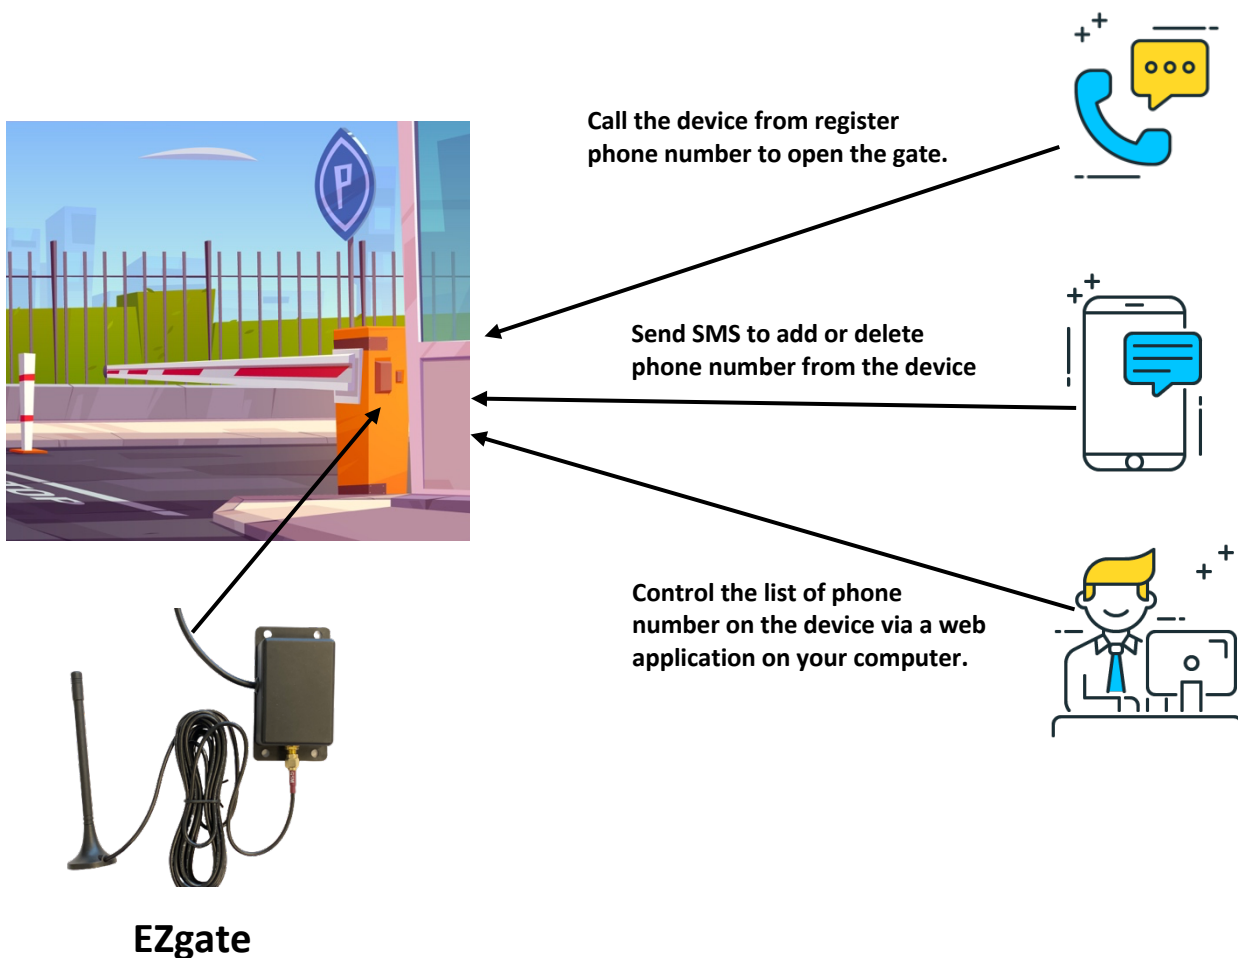 Call the device from register
phone number to open the gate.
P
Send SMS to add or delete
phone number from the device
Control the list of phone
number on the device via a web
application on your computer.
EZgate